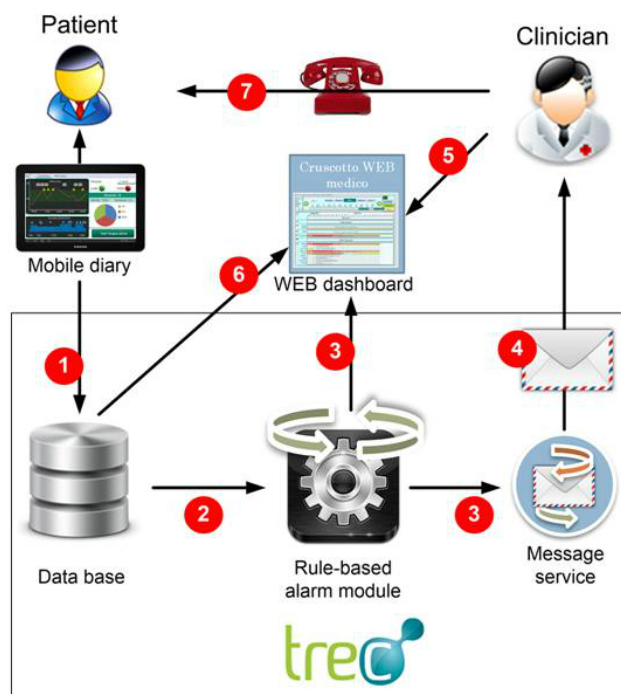 Patient
Clinician
7
5
Cruscotto WEB
medico
Mobile diary
6
WEB dashboard
1
3
4
2
3
Data base
Rule-based
alarm module
Message
service
trec